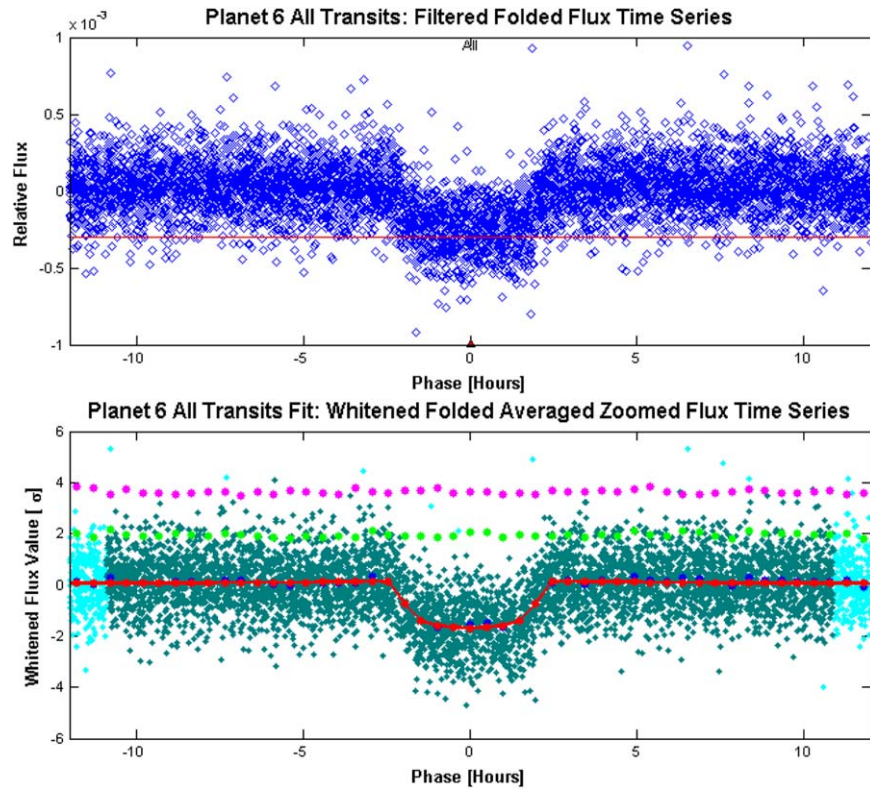 Planet 6 All Transits: Filtered Folded Flux Time Series
x 10⁻³
All
1
0.5
0
-0.5
-1
Relative Flux
-10 -5 0 5 10
Phase [Hours]
Planet 6 All Transits Fit: Whitened Folded Averaged Zoomed Flux Time Series
6
4
2
0
-2
-4
-6
Whitened Flux Value [ σ]
-10 -5 0 5 10
Phase [Hours]